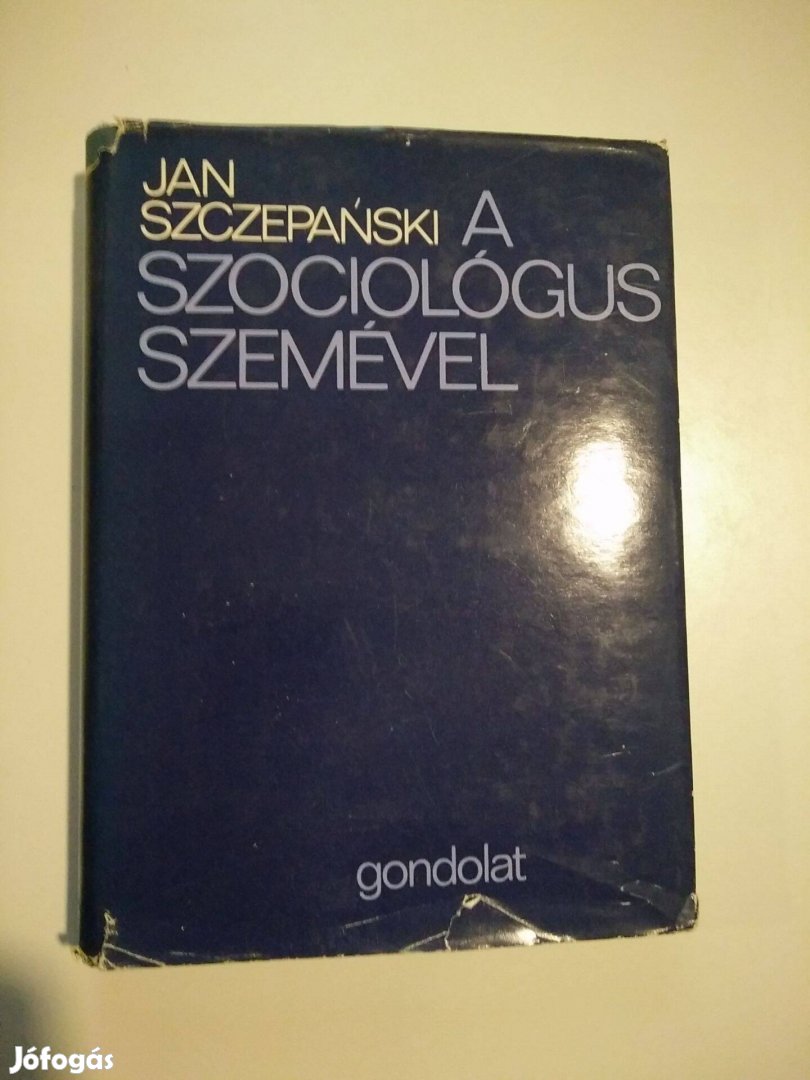 JAN
SZCZEPAŃSKI A
SZOCIOLÓGUS
SZEMÉVEL
gondolat
Jófogás